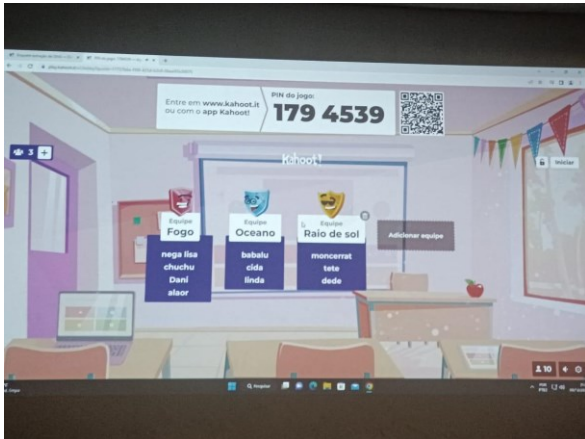 Entre em www.kahoot.it
ou com o app Kahoot!
PIN do jogo:
179 4539
3
+
Kahoot!
Iniciar
Equipe
Fogo
nega lisa
chuchu
Dani
alaor
Equipe
Oceano
babalu
cida
linda
Equipe
Raio de sol
moncerrat
tete
dede
Adicionar equipe
10
Pesquisar
POR